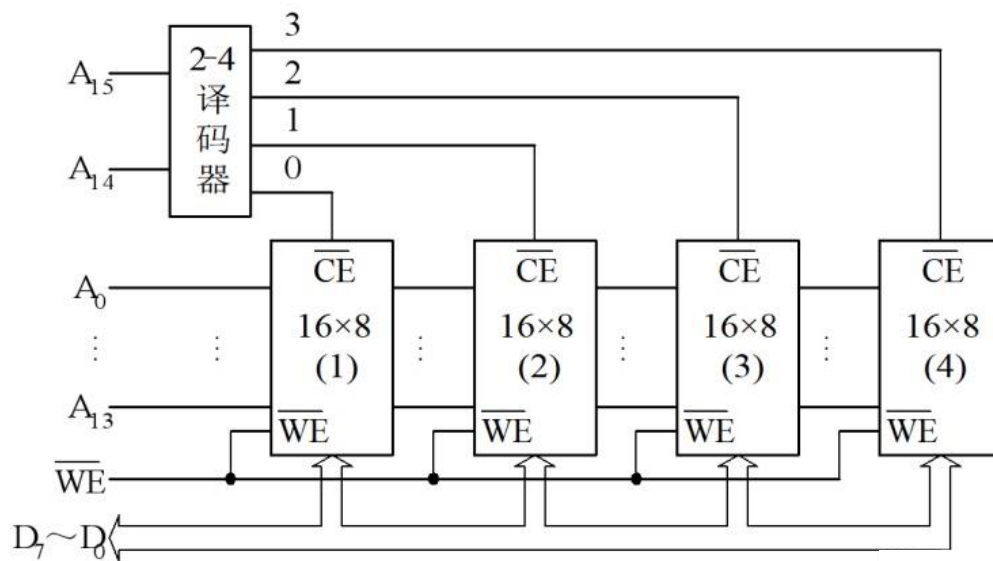 3
2-4
译
码
器
2
1
0
A15
A14
CE
CE
CE
CE
A0
16×8
16×8
16×8
16×8
⋮
⋮
(1)
⋮
(2)
⋮
(3)
⋮
(4)
A13
WE
WE
WE
WE
WE
D7～D0